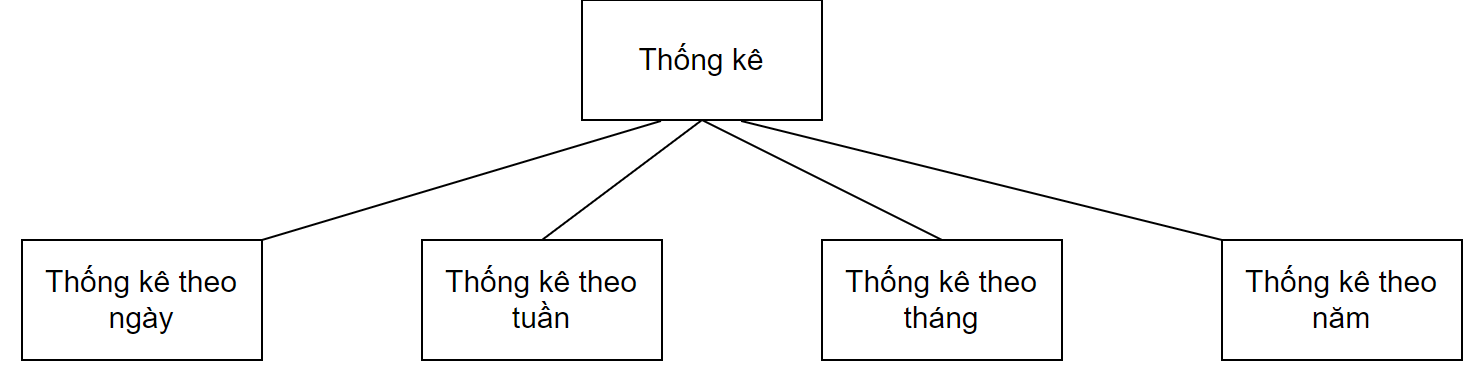 Thống kê
Thống kê theo
ngày
Thống kê theo
tuần
Thống kê theo
tháng
Thống kê theo
năm